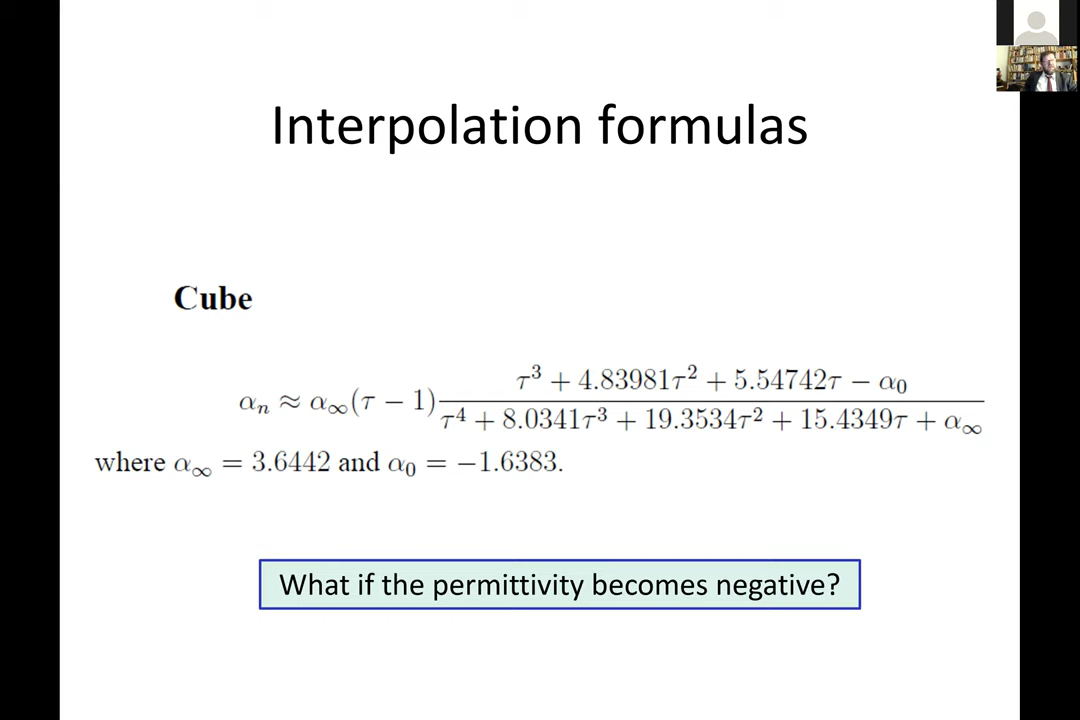 Interpolation formulas
Cube
αₙ ≈ α∞(τ − 1) (τ³ + 4.83981τ² + 5.54742τ − α₀) / (τ⁴ + 8.0341τ³ + 19.3534τ² + 15.4349τ + α∞)
where α∞ = 3.6442 and α₀ = −1.6383.
What if the permittivity becomes negative?